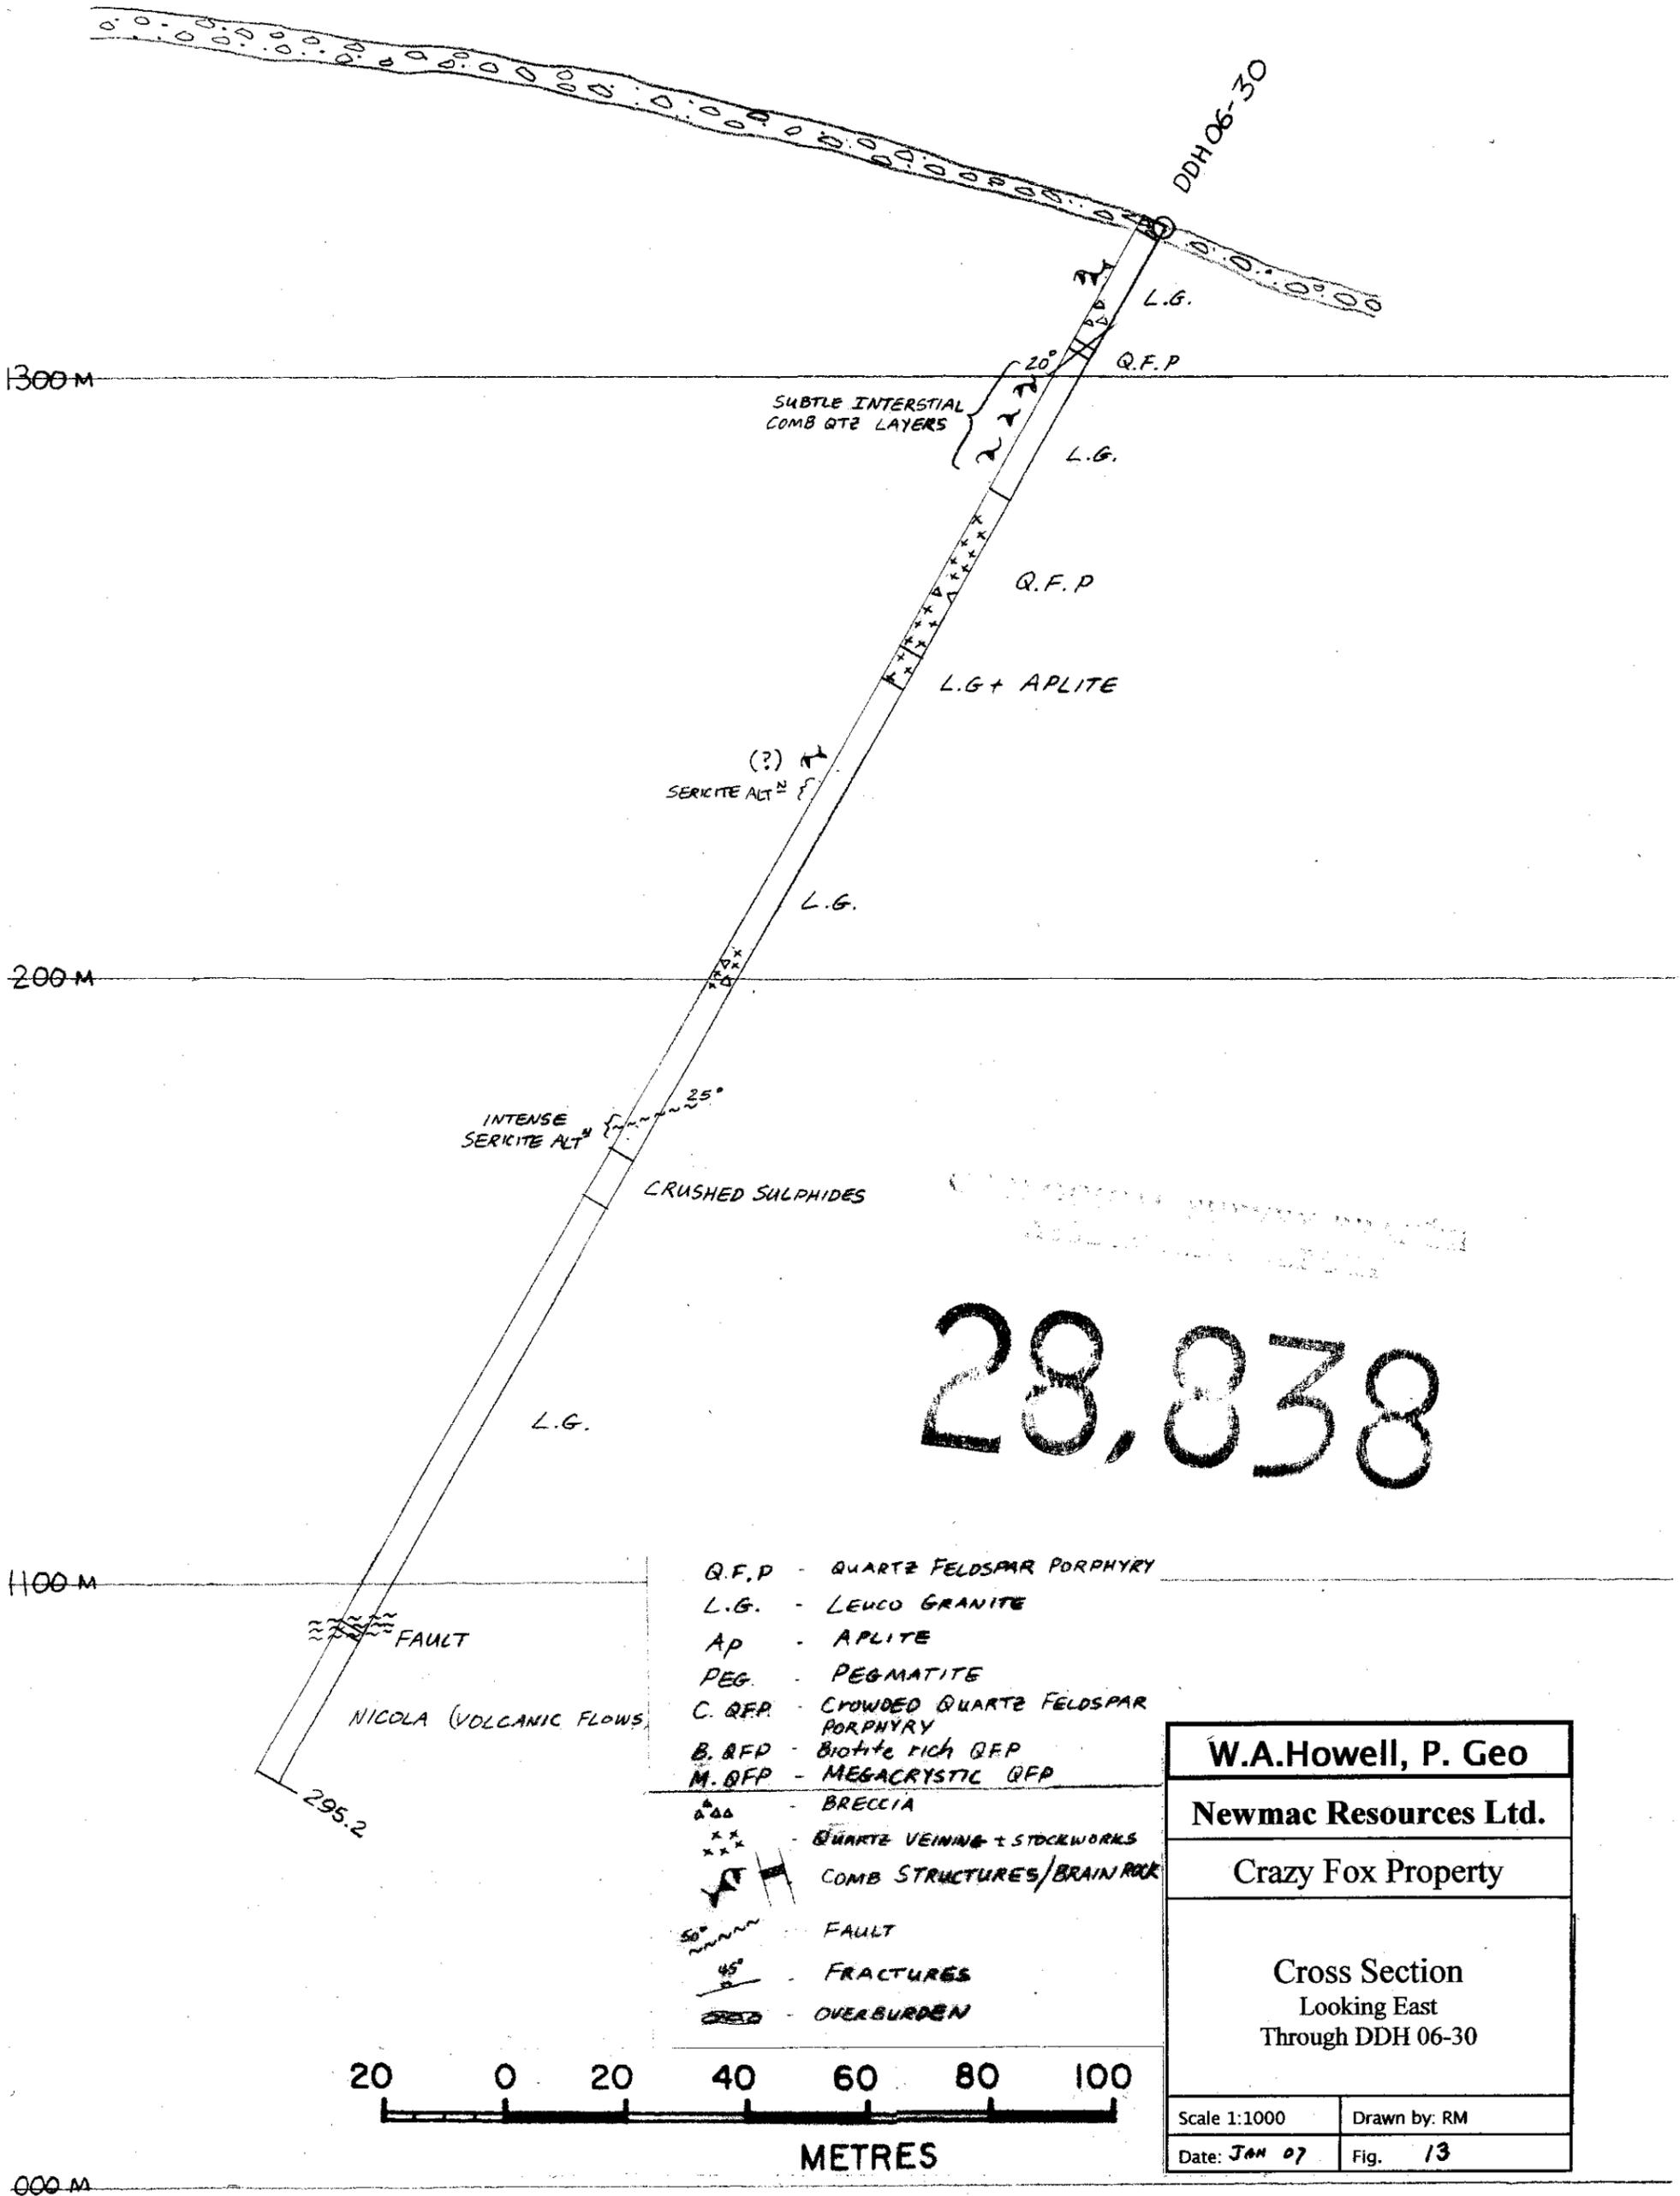 DDH 06-30
L.G.
1300 M
20°
Q.F.P
SUBTLE INTERSTIAL
COMB QTZ LAYERS
L.G.
Q.F.P
L.G + APLITE
(?)
SERICITE ALTN
L.G.
200 M
25°
INTENSE
SERICITE ALTN
CRUSHED SULPHIDES
28,838
L.G.
1100 M
FAULT
NICOLA (VOLCANIC FLOWS)
295.2
Q.F.P - QUARTZ FELDSPAR PORPHYRY
L.G. - LEUCO GRANITE
Ap - APLITE
PEG. - PEGMATITE
C. QFP - CROWDED QUARTZ FELDSPAR
PORPHYRY
B. QFP - Biotite rich QFP
M. QFP - MEGACRYSTIC QFP
- BRECCIA
- QUARTZ VEINING + STOCKWORKS
COMB STRUCTURES/BRAIN ROCK
50° FAULT
45° - FRACTURES
- OVERBURDEN
20 0 20 40 60 80 100
METRES
W.A.Howell, P. Geo
Newmac Resources Ltd.
Crazy Fox Property
Cross Section
Looking East
Through DDH 06-30
Scale 1:1000 Drawn by: RM
Date: JAN 07 Fig. 13
000 M